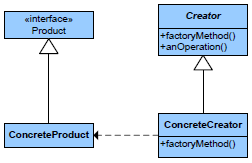 «interface»
Product
Creator
+factoryMethod()
+anOperation()
ConcreteProduct
ConcreteCreator
+factoryMethod()